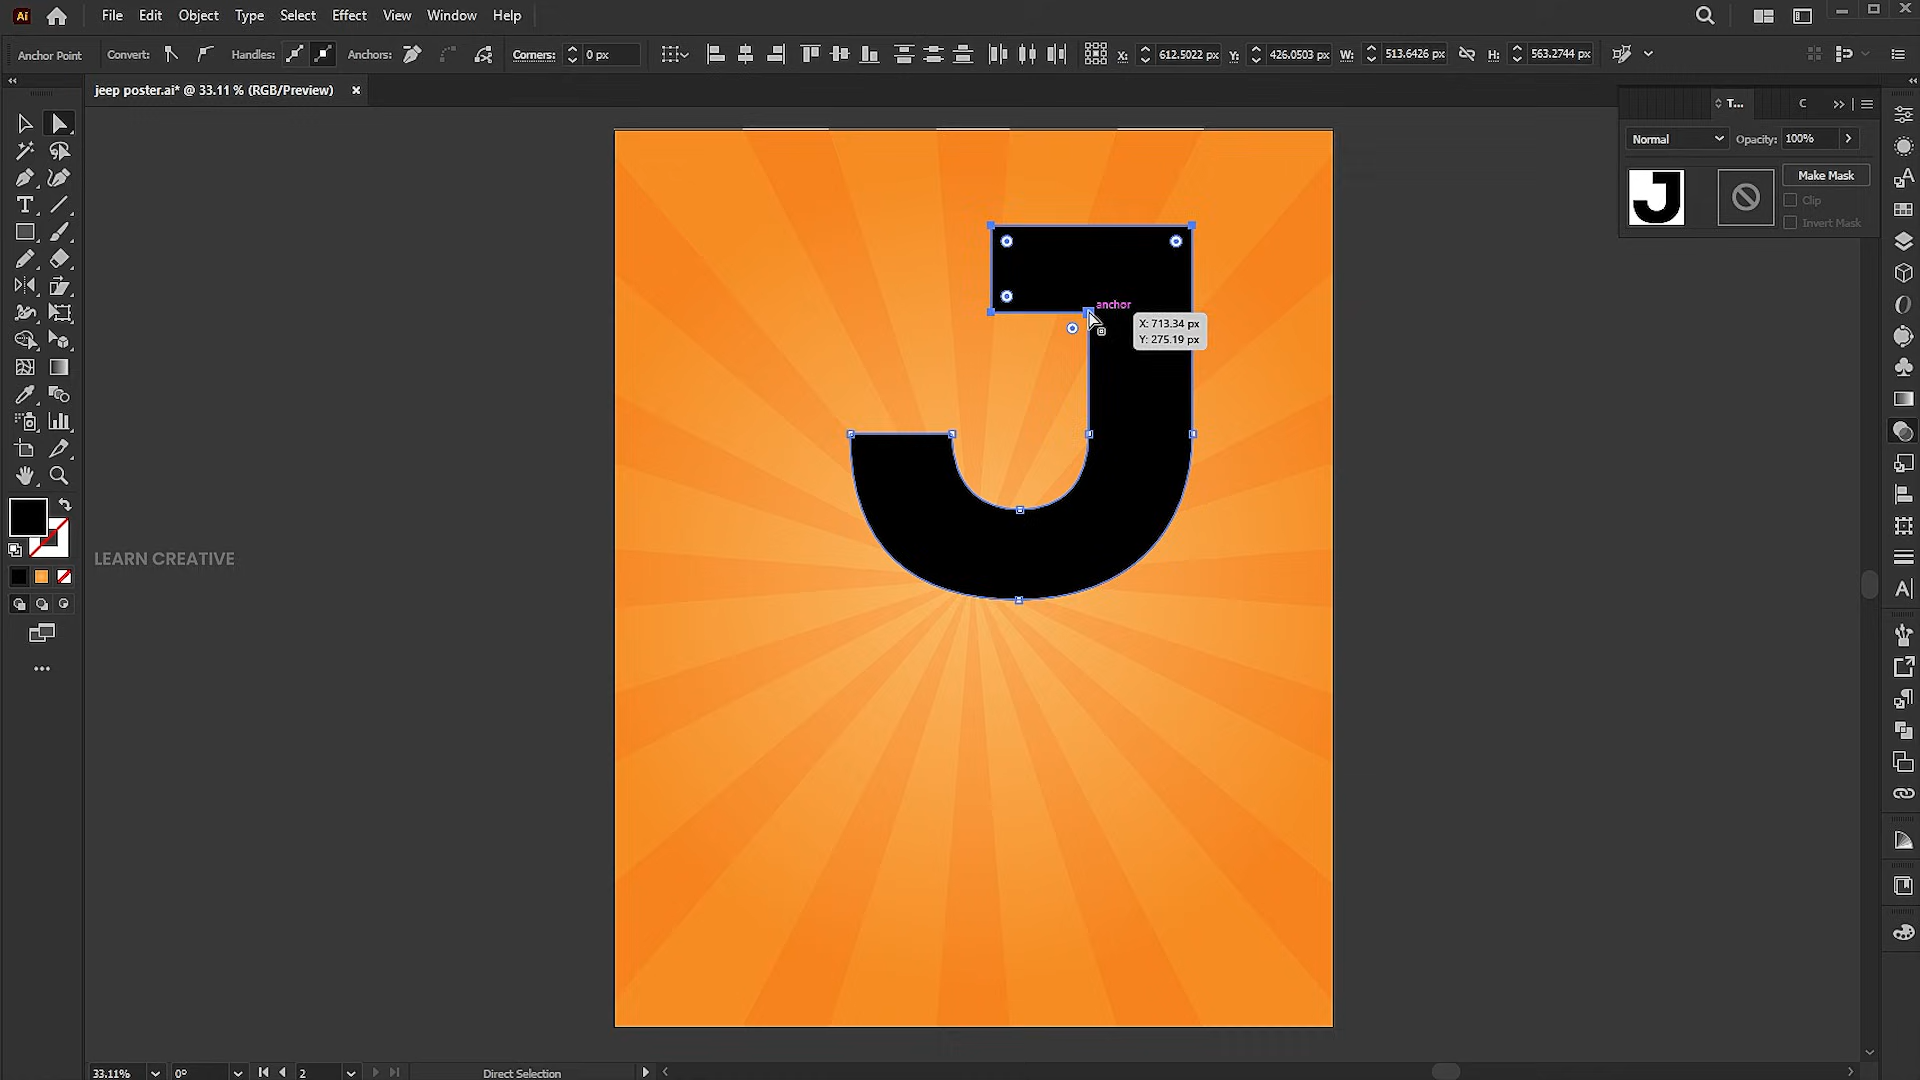 Ai File Edit Object Type Select Effect View Window Help
Anchor Point Convert: Handles: Anchors: Corners: 0 px X: 612.5022 px Y: 426.0503 px W: 513.6426 px H: 563.2744 px
jeep poster.ai* @ 33.11 % (RGB/Preview) ×
T... C
Normal Opacity: 100%
Make Mask
Clip
Invert Mask
J
J
anchor
X: 713.34 px
Y: 275.19 px
LEARN CREATIVE
33.11% 0° 2 Direct Selection